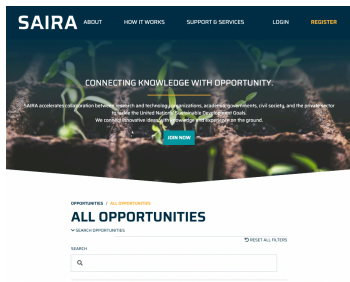 SAIRA
ABOUT
HOW IT WORKS
SUPPORT & SERVICES
LOGIN
REGISTER
CONNECTING KNOWLEDGE WITH OPPORTUNITY.
SAIRA accelerates collaboration between research and technology organizations, academia, governments, civil society, and the private sector
to solve the United Nations Sustainable Development Goals.
We connect innovative ideas with knowledge and experience on the ground.
JOIN NOW
OPPORTUNITIES / ALL OPPORTUNITIES
ALL OPPORTUNITIES
SEARCH OPPORTUNITIES
RESET ALL FILTERS
SEARCH